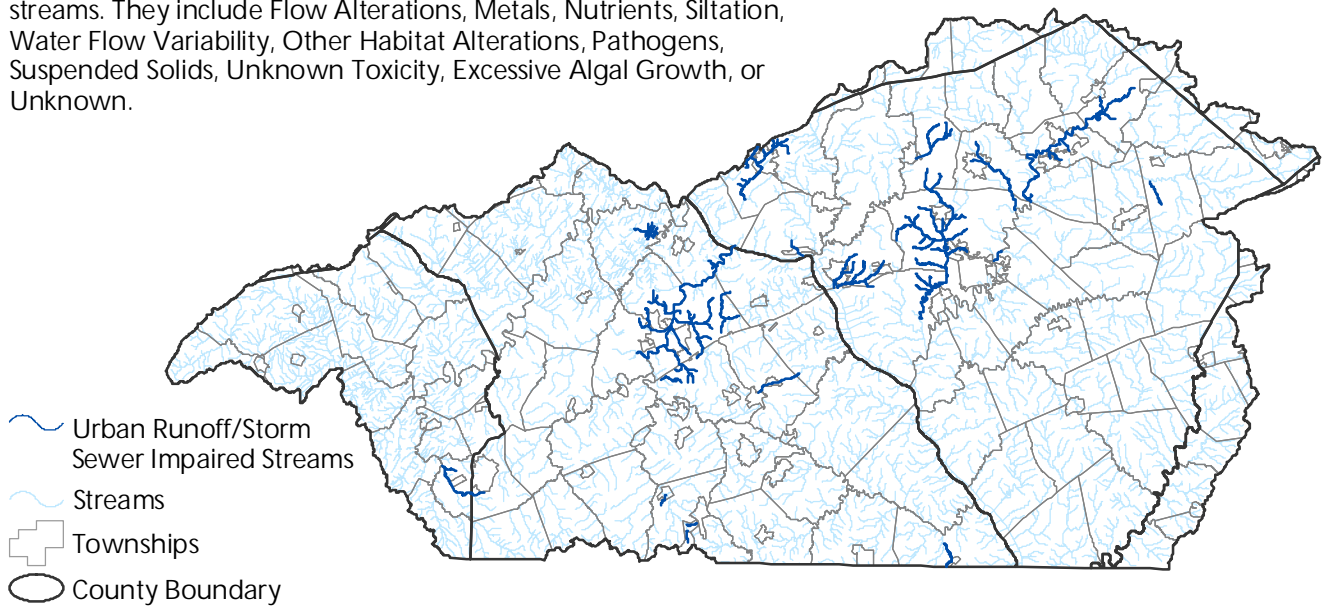 streams. They include Flow Alterations, Metals, Nutrients, Siltation,
Water Flow Variability, Other Habitat Alterations, Pathogens,
Suspended Solids, Unknown Toxicity, Excessive Algal Growth, or
Unknown.
Urban Runoff/Storm
Sewer Impaired Streams
Streams
Townships
County Boundary